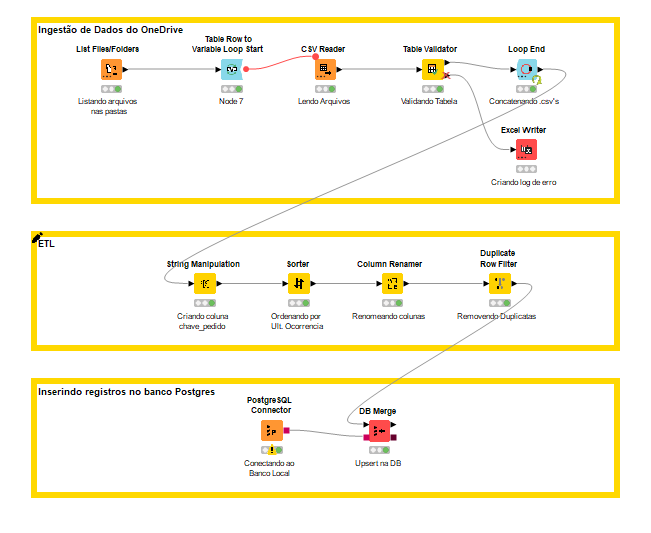 Ingestão de Dados do OneDrive
List Files/Folders
Table Row to
Variable Loop Start
CSV Reader
Table Validator
Loop End
Listando arquivos
nas pastas
Node 7
Lendo Arquivos
Validando Tabela
Concatenando .csv's
Excel Writer
Criando log de erro
ETL
String Manipulation
Sorter
Column Renamer
Duplicate
Row Filter
Criando coluna
chave_pedido
Ordenando por
Ult. Ocorrencia
Renomeando colunas
Removendo Duplicatas
Inserindo registros no banco Postgres
PostgreSQL
Connector
DB Merge
Conectando ao
Banco Local
Upsert na DB